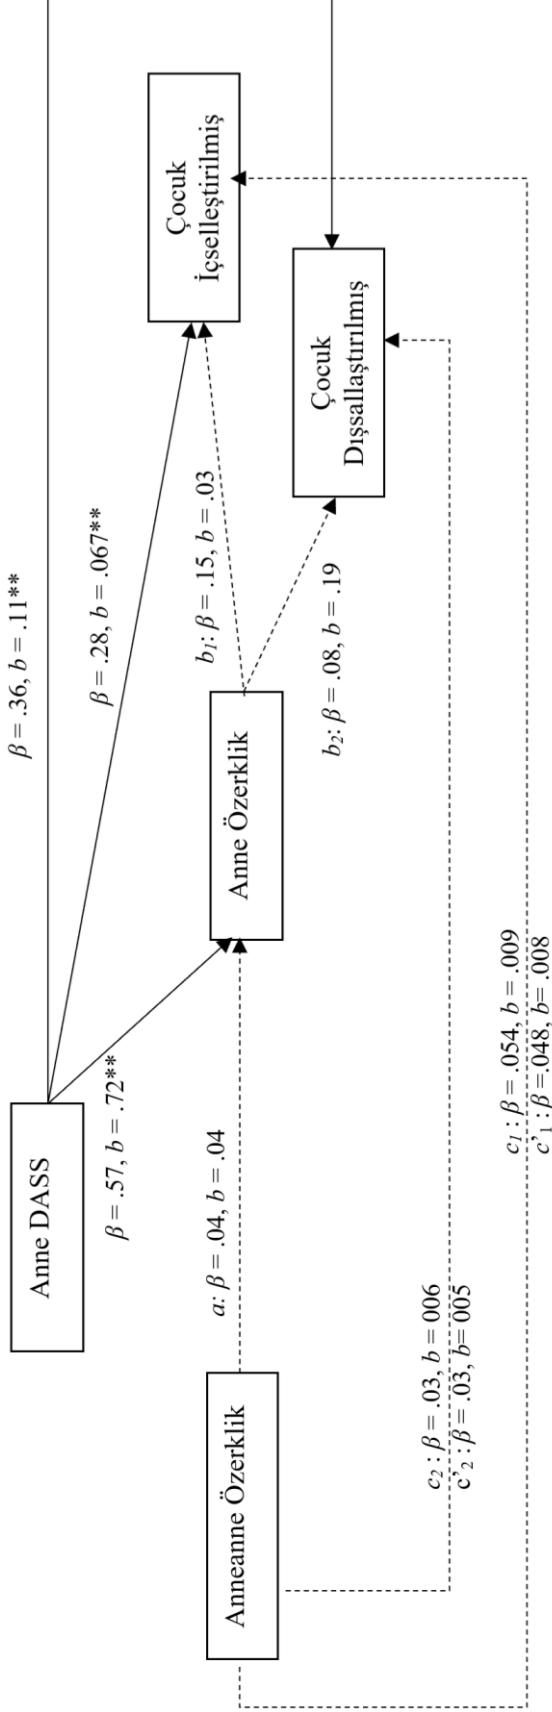 β = .36, b = .11**
Anne DASS
β = .28, b = .067**
Çocuk
İçselleştirilmiş
β = .57, b = .72**
b₁: β = .15, b = .03
Anneanne Özerklik
a: β = .04, b = .04
Anne Özerklik
Çocuk
Dışsallaştırılmış
b₂: β = .08, b = .19
c₂ : β = .03, b = 006
c’₂ : β = .03, b= 005
c₁ : β = .054, b = .009
c’₁ : β =.048, b= .008